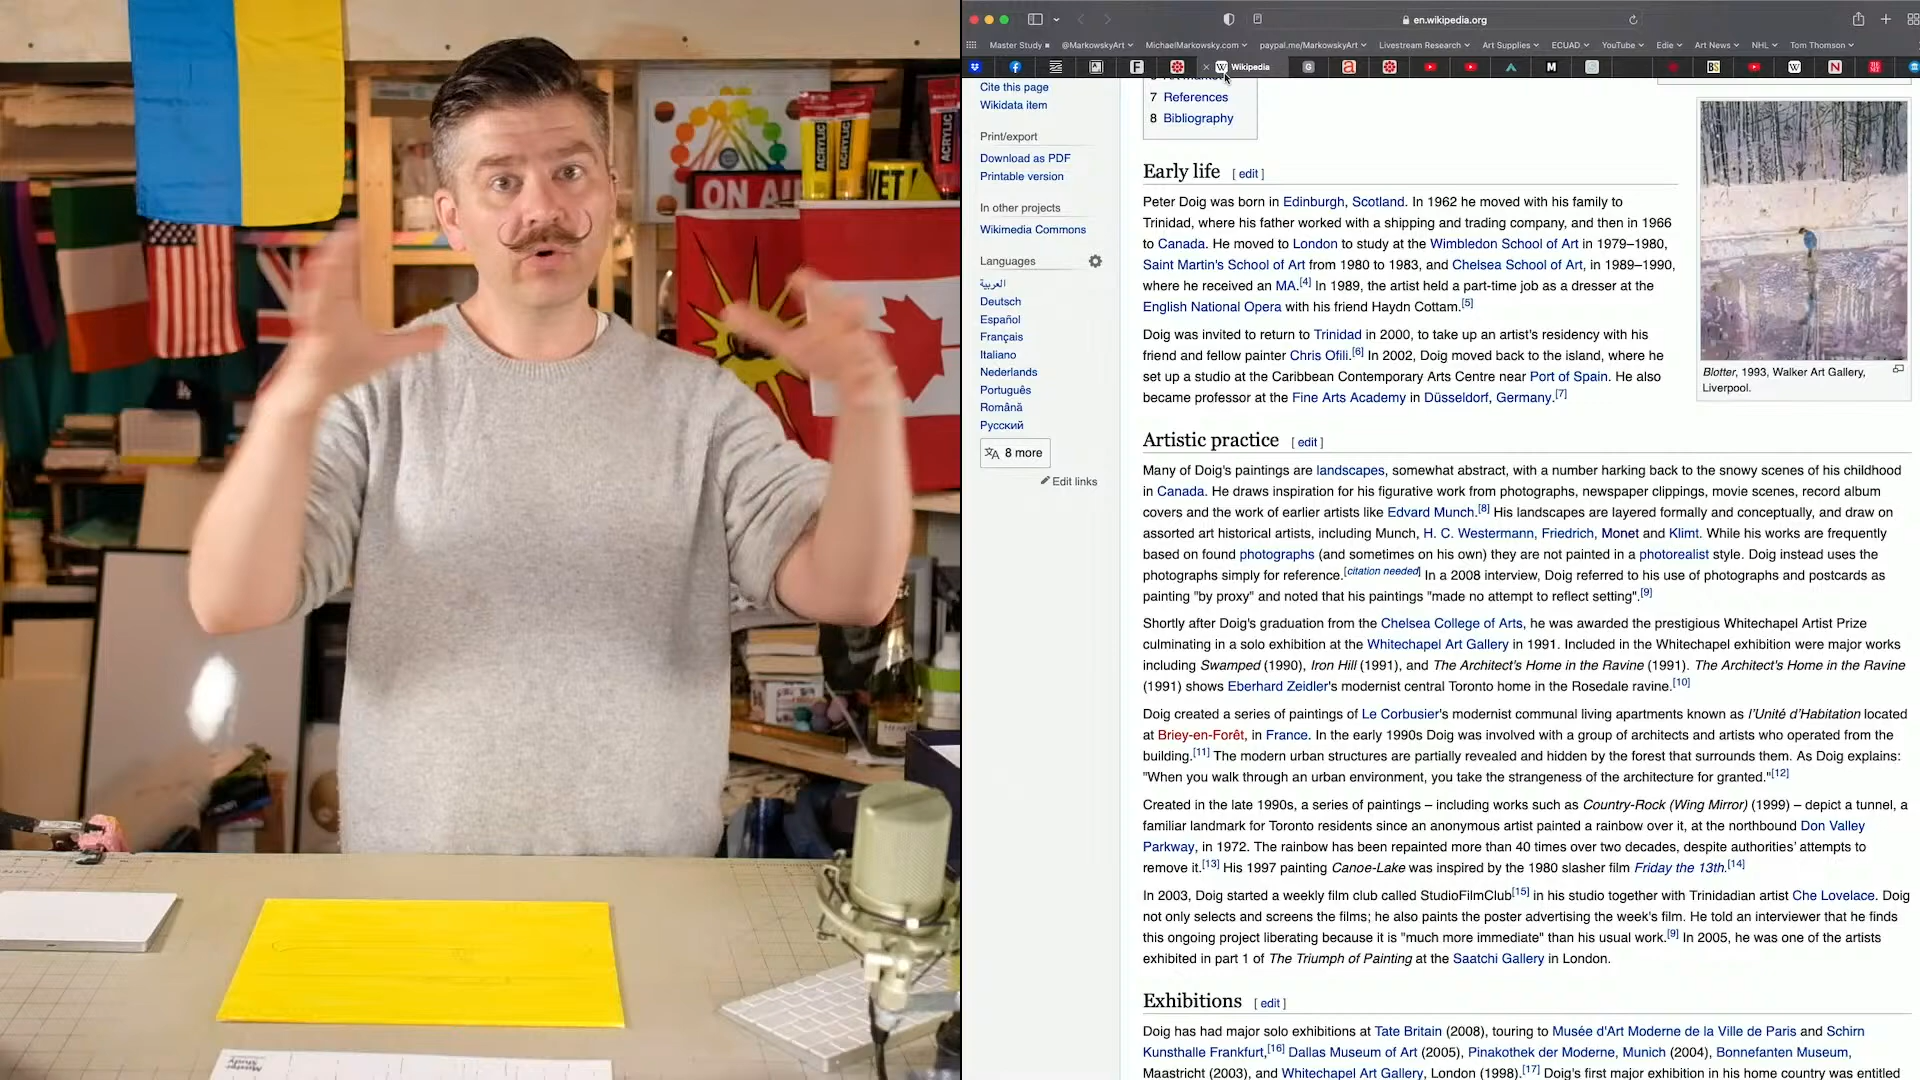 ACRYLIC
ACRYLIC
ACRYLIC
ON AI
WET!
Master
Study
en.wikipedia.org
Master Study
@MarkowskyArt
MichaelMarkowsky.com
paypal.me/MarkowskyArt
Livestream Research
Art Supplies
ECUAD
YouTube
Edie
Art News
NHL
Tom Thomson
Wikipedia
Cite this page
Wikidata item
Print/export
Download as PDF
Printable version
In other projects
Wikimedia Commons
Languages
العربية
Deutsch
Español
Français
Italiano
Nederlands
Português
Română
Русский
8 more
Edit links
7 References
8 Bibliography
Early life [ edit ]
Peter Doig was born in Edinburgh, Scotland. In 1962 he moved with his family to
Trinidad, where his father worked with a shipping and trading company, and then in 1966
to Canada. He moved to London to study at the Wimbledon School of Art in 1979–1980,
Saint Martin's School of Art from 1980 to 1983, and Chelsea School of Art, in 1989–1990,
where he received an MA.[4] In 1989, the artist held a part-time job as a dresser at the
English National Opera with his friend Haydn Cottam.[5]
Doig was invited to return to Trinidad in 2000, to take up an artist's residency with his
friend and fellow painter Chris Ofili.[6] In 2002, Doig moved back to the island, where he
set up a studio at the Caribbean Contemporary Arts Centre near Port of Spain. He also
became professor at the Fine Arts Academy in Düsseldorf, Germany.[7]
Blotter, 1993, Walker Art Gallery,
Liverpool.
Artistic practice [ edit ]
Many of Doig's paintings are landscapes, somewhat abstract, with a number harking back to the snowy scenes of his childhood
in Canada. He draws inspiration for his figurative work from photographs, newspaper clippings, movie scenes, record album
covers and the work of earlier artists like Edvard Munch.[8] His landscapes are layered formally and conceptually, and draw on
assorted art historical artists, including Munch, H. C. Westermann, Friedrich, Monet and Klimt. While his works are frequently
based on found photographs (and sometimes on his own) they are not painted in a photorealist style. Doig instead uses the
photographs simply for reference.[citation needed] In a 2008 interview, Doig referred to his use of photographs and postcards as
painting "by proxy" and noted that his paintings "made no attempt to reflect setting".[9]
Shortly after Doig's graduation from the Chelsea College of Arts, he was awarded the prestigious Whitechapel Artist Prize
culminating in a solo exhibition at the Whitechapel Art Gallery in 1991. Included in the Whitechapel exhibition were major works
including Swamped (1990), Iron Hill (1991), and The Architect's Home in the Ravine (1991). The Architect's Home in the Ravine
(1991) shows Eberhard Zeidler's modernist central Toronto home in the Rosedale ravine.[10]
Doig created a series of paintings of Le Corbusier's modernist communal living apartments known as l'Unité d'Habitation located
at Briey-en-Forêt, in France. In the early 1990s Doig was involved with a group of architects and artists who operated from the
building.[11] The modern urban structures are partially revealed and hidden by the forest that surrounds them. As Doig explains:
"When you walk through an urban environment, you take the strangeness of the architecture for granted."[12]
Created in the late 1990s, a series of paintings – including works such as Country-Rock (Wing Mirror) (1999) – depict a tunnel, a
familiar landmark for Toronto residents since an anonymous artist painted a rainbow over it, at the northbound Don Valley
Parkway, in 1972. The rainbow has been repainted more than 40 times over two decades, despite authorities' attempts to
remove it.[13] His 1997 painting Canoe-Lake was inspired by the 1980 slasher film Friday the 13th.[14]
In 2003, Doig started a weekly film club called StudioFilmClub[15] in his studio together with Trinidadian artist Che Lovelace. Doig
not only selects and screens the films; he also paints the poster advertising the week's film. He told an interviewer that he finds
this ongoing project liberating because it is "much more immediate" than his usual work.[9] In 2005, he was one of the artists
exhibited in part 1 of The Triumph of Painting at the Saatchi Gallery in London.
Exhibitions [ edit ]
Doig has had major solo exhibitions at Tate Britain (2008), touring to Musée d'Art Moderne de la Ville de Paris and Schirn
Kunsthalle Frankfurt,[16] Dallas Museum of Art (2005), Pinakothek der Moderne, Munich (2004), Bonnefanten Museum,
Maastricht (2003), and Whitechapel Art Gallery, London (1998).[17] Doig's first major exhibition in his home country was entitled